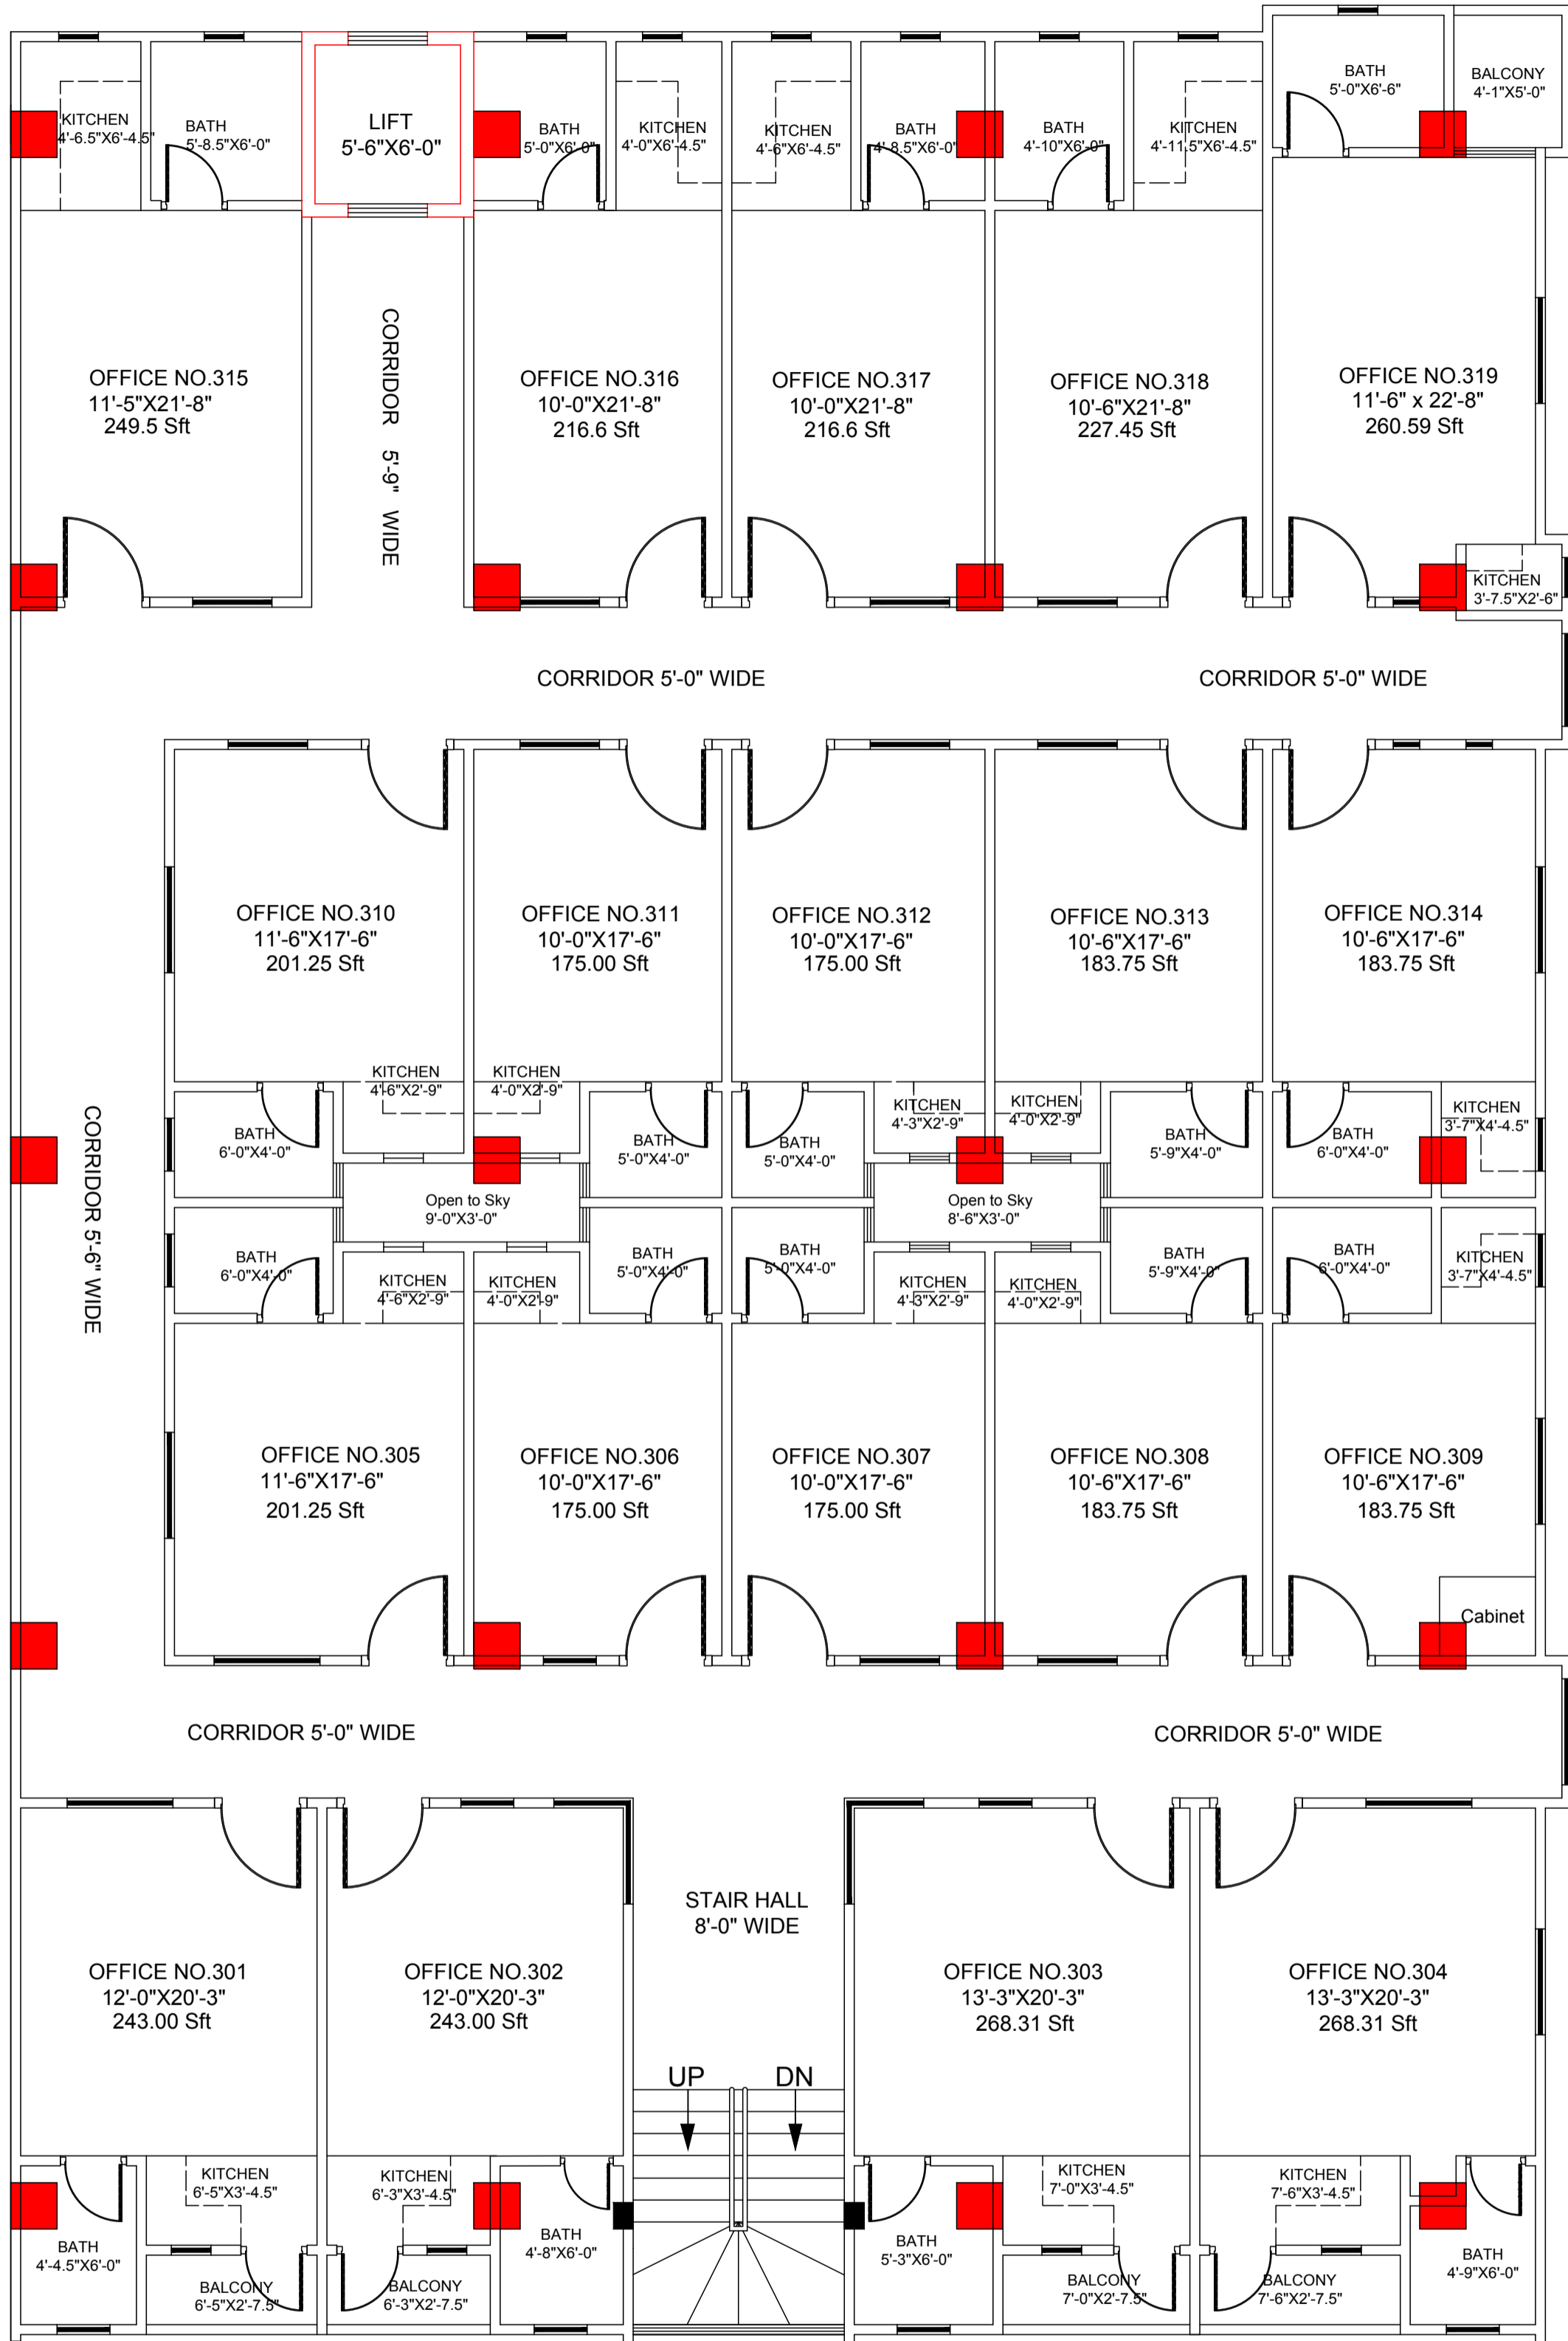 KITCHEN
4'-6.5"X6'-4.5"
BATH
5'-8.5"X6'-0"
LIFT
5'-6"X6'-0"
BATH
5'-0"X6'-0"
KITCHEN
4'-0"X6'-4.5"
KITCHEN
4'-6"X6'-4.5"
BATH
4'-8.5"X6'-0"
BATH
4'-10"X6'-0"
KITCHEN
4'-11.5"X6'-4.5"
BATH
5'-0"X6'-6"
BALCONY
4'-1"X5'-0"
OFFICE NO.315
11'-5"X21'-8"
249.5 Sft
CORRIDOR 5'-9" WIDE
OFFICE NO.316
10'-0"X21'-8"
216.6 Sft
OFFICE NO.317
10'-0"X21'-8"
216.6 Sft
OFFICE NO.318
10'-6"X21'-8"
227.45 Sft
OFFICE NO.319
11'-6" x 22'-8"
260.59 Sft
KITCHEN
3'-7.5"X2'-6"
CORRIDOR 5'-0" WIDE
CORRIDOR 5'-0" WIDE
OFFICE NO.310
11'-6"X17'-6"
201.25 Sft
OFFICE NO.311
10'-0"X17'-6"
175.00 Sft
OFFICE NO.312
10'-0"X17'-6"
175.00 Sft
OFFICE NO.313
10'-6"X17'-6"
183.75 Sft
OFFICE NO.314
10'-6"X17'-6"
183.75 Sft
KITCHEN
4'-6"X2'-9"
KITCHEN
4'-0"X2'-9"
KITCHEN
4'-3"X2'-9"
KITCHEN
4'-0"X2'-9"
KITCHEN
3'-7"X4'-4.5"
BATH
6'-0"X4'-0"
BATH
5'-0"X4'-0"
BATH
5'-0"X4'-0"
BATH
5'-9"X4'-0"
BATH
6'-0"X4'-0"
CORRIDOR 5'-6" WIDE
Open to Sky
9'-0"X3'-0"
Open to Sky
8'-6"X3'-0"
BATH
6'-0"X4'-0"
KITCHEN
4'-6"X2'-9"
KITCHEN
4'-0"X2'-9"
BATH
5'-0"X4'-0"
BATH
5'-0"X4'-0"
KITCHEN
4'-3"X2'-9"
KITCHEN
4'-0"X2'-9"
BATH
5'-9"X4'-0"
BATH
6'-0"X4'-0"
KITCHEN
3'-7"X4'-4.5"
OFFICE NO.305
11'-6"X17'-6"
201.25 Sft
OFFICE NO.306
10'-0"X17'-6"
175.00 Sft
OFFICE NO.307
10'-0"X17'-6"
175.00 Sft
OFFICE NO.308
10'-6"X17'-6"
183.75 Sft
OFFICE NO.309
10'-6"X17'-6"
183.75 Sft
Cabinet
CORRIDOR 5'-0" WIDE
CORRIDOR 5'-0" WIDE
STAIR HALL
8'-0" WIDE
OFFICE NO.301
12'-0"X20'-3"
243.00 Sft
OFFICE NO.302
12'-0"X20'-3"
243.00 Sft
OFFICE NO.303
13'-3"X20'-3"
268.31 Sft
OFFICE NO.304
13'-3"X20'-3"
268.31 Sft
UP
DN
KITCHEN
6'-5"X3'-4.5"
KITCHEN
6'-3"X3'-4.5"
KITCHEN
7'-0"X3'-4.5"
KITCHEN
7'-6"X3'-4.5"
BATH
4'-4.5"X6'-0"
BATH
4'-8"X6'-0"
BATH
5'-3"X6'-0"
BATH
4'-9"X6'-0"
BALCONY
6'-5"X2'-7.5"
BALCONY
6'-3"X2'-7.5"
BALCONY
7'-0"X2'-7.5"
BALCONY
7'-6"X2'-7.5"